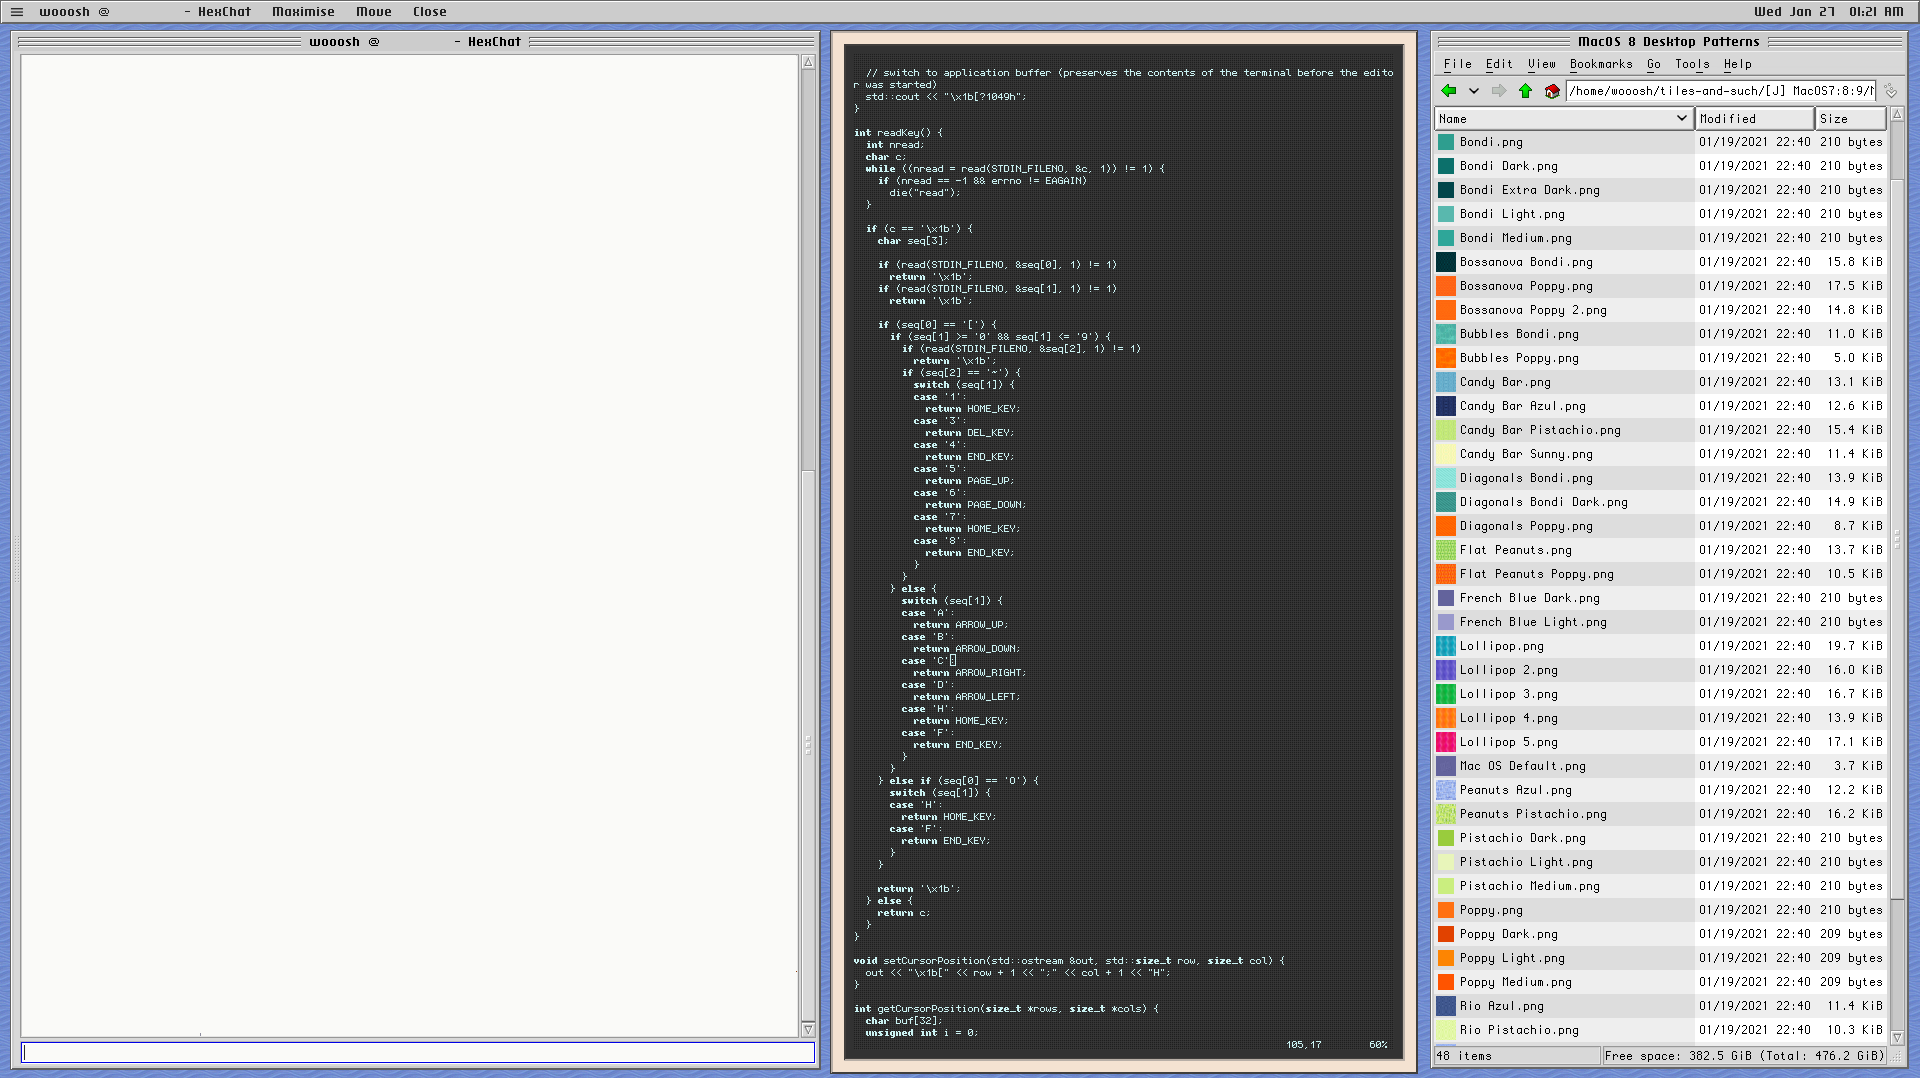 wooosh @ - HexChat Maximise Move Close Wed Jan 27 01:21 AM
wooosh @ - HexChat
// switch to application buffer (preserves the contents of the terminal before the edito
r was started)
std::cout << "\x1b[?1049h";
}
int readKey() {
int nread;
char c;
while ((nread = read(STDIN_FILENO, &c, 1)) != 1) {
if (nread == -1 && errno != EAGAIN)
die("read");
}
if (c == '\x1b') {
char seq[3];
if (read(STDIN_FILENO, &seq[0], 1) != 1)
return '\x1b';
if (read(STDIN_FILENO, &seq[1], 1) != 1)
return '\x1b';
if (seq[0] == '[') {
if (seq[1] >= '0' && seq[1] <= '9') {
if (read(STDIN_FILENO, &seq[2], 1) != 1)
return '\x1b';
if (seq[2] == '~') {
switch (seq[1]) {
case '1':
return HOME_KEY;
case '3':
return DEL_KEY;
case '4':
return END_KEY;
case '5':
return PAGE_UP;
case '6':
return PAGE_DOWN;
case '7':
return HOME_KEY;
case '8':
return END_KEY;
}
}
} else {
switch (seq[1]) {
case 'A':
return ARROW_UP;
case 'B':
return ARROW_DOWN;
case 'C':
return ARROW_RIGHT;
case 'D':
return ARROW_LEFT;
case 'H':
return HOME_KEY;
case 'F':
return END_KEY;
}
}
} else if (seq[0] == 'O') {
switch (seq[1]) {
case 'H':
return HOME_KEY;
case 'F':
return END_KEY;
}
}
return '\x1b';
} else {
return c;
}
}
void setCursorPosition(std::ostream &out, std::size_t row, size_t col) {
out << "\x1b[" << row + 1 << ";" << col + 1 << "H";
}
int getCursorPosition(size_t *rows, size_t *cols) {
char buf[32];
unsigned int i = 0;
105,17 60%
MacOS 8 Desktop Patterns
File Edit View Bookmarks Go Tools Help
/home/wooosh/tiles-and-such/[J] MacOS7:8:9/
Name Modified Size
Bondi.png 01/19/2021 22:40 210 bytes
Bondi Dark.png 01/19/2021 22:40 210 bytes
Bondi Extra Dark.png 01/19/2021 22:40 210 bytes
Bondi Light.png 01/19/2021 22:40 210 bytes
Bondi Medium.png 01/19/2021 22:40 210 bytes
Bossanova Bondi.png 01/19/2021 22:40 15.8 KiB
Bossanova Poppy.png 01/19/2021 22:40 17.5 KiB
Bossanova Poppy 2.png 01/19/2021 22:40 14.8 KiB
Bubbles Bondi.png 01/19/2021 22:40 11.0 KiB
Bubbles Poppy.png 01/19/2021 22:40 5.0 KiB
Candy Bar.png 01/19/2021 22:40 13.1 KiB
Candy Bar Azul.png 01/19/2021 22:40 12.6 KiB
Candy Bar Pistachio.png 01/19/2021 22:40 15.4 KiB
Candy Bar Sunny.png 01/19/2021 22:40 11.4 KiB
Diagonals Bondi.png 01/19/2021 22:40 13.9 KiB
Diagonals Bondi Dark.png 01/19/2021 22:40 14.9 KiB
Diagonals Poppy.png 01/19/2021 22:40 8.7 KiB
Flat Peanuts.png 01/19/2021 22:40 13.7 KiB
Flat Peanuts Poppy.png 01/19/2021 22:40 10.5 KiB
French Blue Dark.png 01/19/2021 22:40 210 bytes
French Blue Light.png 01/19/2021 22:40 210 bytes
Lollipop.png 01/19/2021 22:40 19.7 KiB
Lollipop 2.png 01/19/2021 22:40 16.0 KiB
Lollipop 3.png 01/19/2021 22:40 16.7 KiB
Lollipop 4.png 01/19/2021 22:40 13.9 KiB
Lollipop 5.png 01/19/2021 22:40 17.1 KiB
Mac OS Default.png 01/19/2021 22:40 3.7 KiB
Peanuts Azul.png 01/19/2021 22:40 12.2 KiB
Peanuts Pistachio.png 01/19/2021 22:40 16.2 KiB
Pistachio Dark.png 01/19/2021 22:40 210 bytes
Pistachio Light.png 01/19/2021 22:40 210 bytes
Pistachio Medium.png 01/19/2021 22:40 210 bytes
Poppy.png 01/19/2021 22:40 210 bytes
Poppy Dark.png 01/19/2021 22:40 209 bytes
Poppy Light.png 01/19/2021 22:40 209 bytes
Poppy Medium.png 01/19/2021 22:40 209 bytes
Rio Azul.png 01/19/2021 22:40 11.4 KiB
Rio Pistachio.png 01/19/2021 22:40 10.3 KiB
48 items Free space: 382.5 GiB (Total: 476.2 GiB)